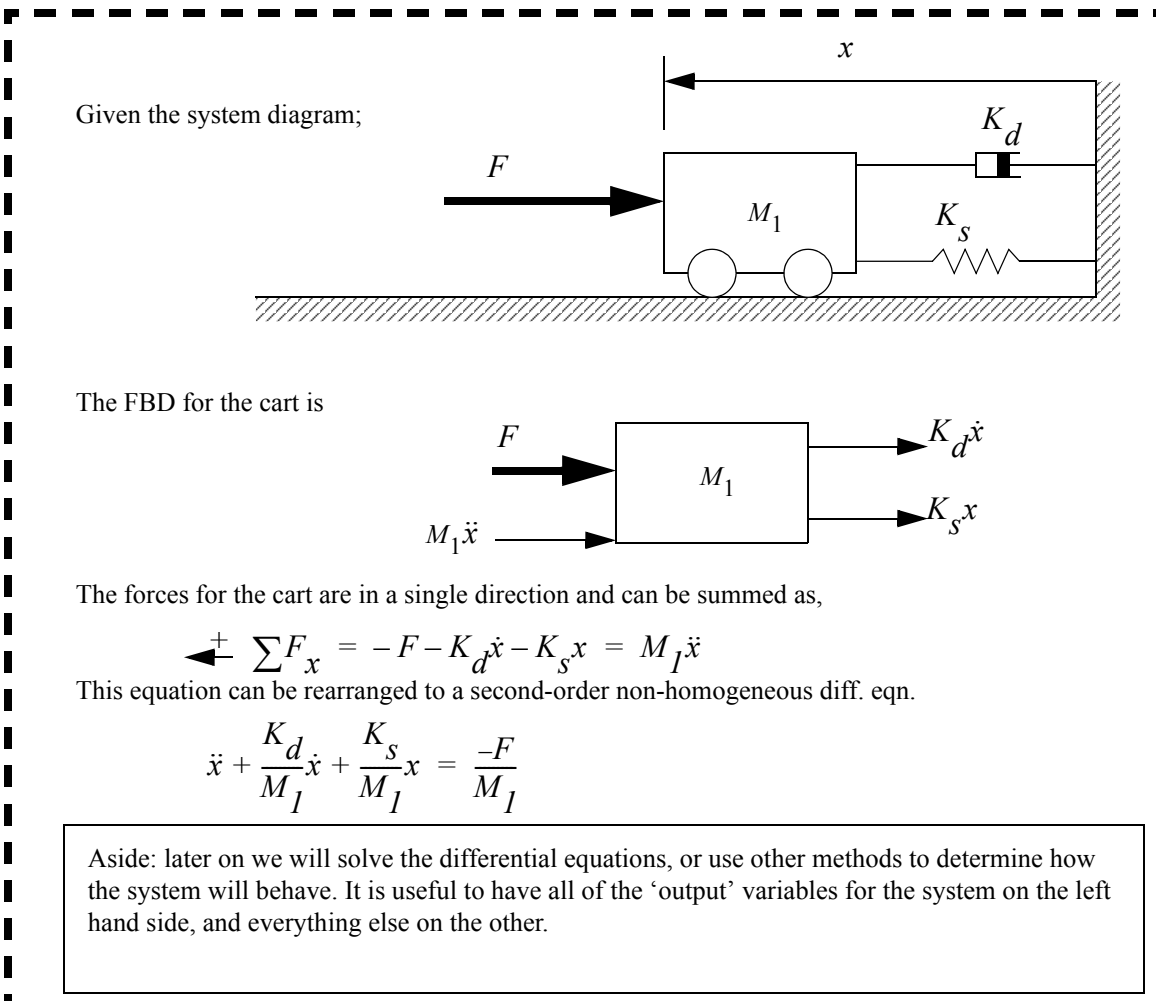 x
Given the system diagram;
K_d
F
M_1
K_s
The FBD for the cart is
F
K_d ẋ
M_1
K_s x
M_1 ẍ
The forces for the cart are in a single direction and can be summed as,
+ ∑F_x = – F – K_d ẋ – K_s x = M_1 ẍ
This equation can be rearranged to a second-order non-homogeneous diff. eqn.
ẍ + K_d/M_1 ẋ + K_s/M_1 x = –F/M_1
Aside: later on we will solve the differential equations, or use other methods to determine how
the system will behave. It is useful to have all of the ‘output’ variables for the system on the left
hand side, and everything else on the other.